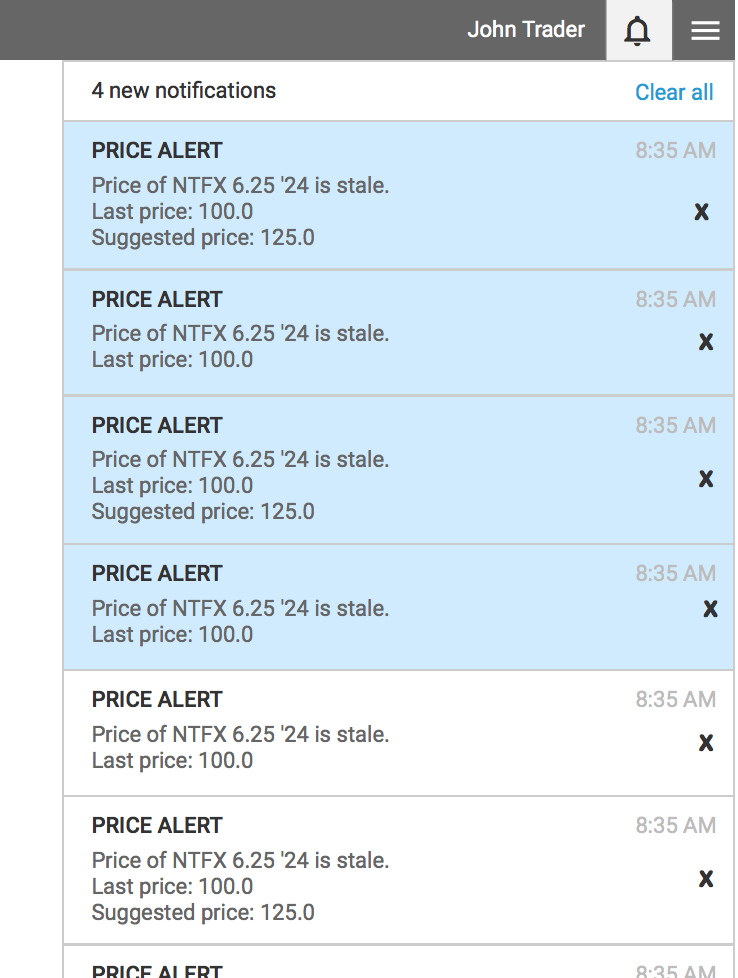 John Trader
4 new notifications
Clear all
PRICE ALERT
8:35 AM
Price of NTFX 6.25 '24 is stale.
Last price: 100.0
Suggested price: 125.0
X
PRICE ALERT
8:35 AM
Price of NTFX 6.25 '24 is stale.
Last price: 100.0
X
PRICE ALERT
8:35 AM
Price of NTFX 6.25 '24 is stale.
Last price: 100.0
Suggested price: 125.0
X
PRICE ALERT
8:35 AM
Price of NTFX 6.25 '24 is stale.
Last price: 100.0
X
PRICE ALERT
8:35 AM
Price of NTFX 6.25 '24 is stale.
Last price: 100.0
X
PRICE ALERT
8:35 AM
Price of NTFX 6.25 '24 is stale.
Last price: 100.0
Suggested price: 125.0
X
PRICE ALERT
8:35 AM